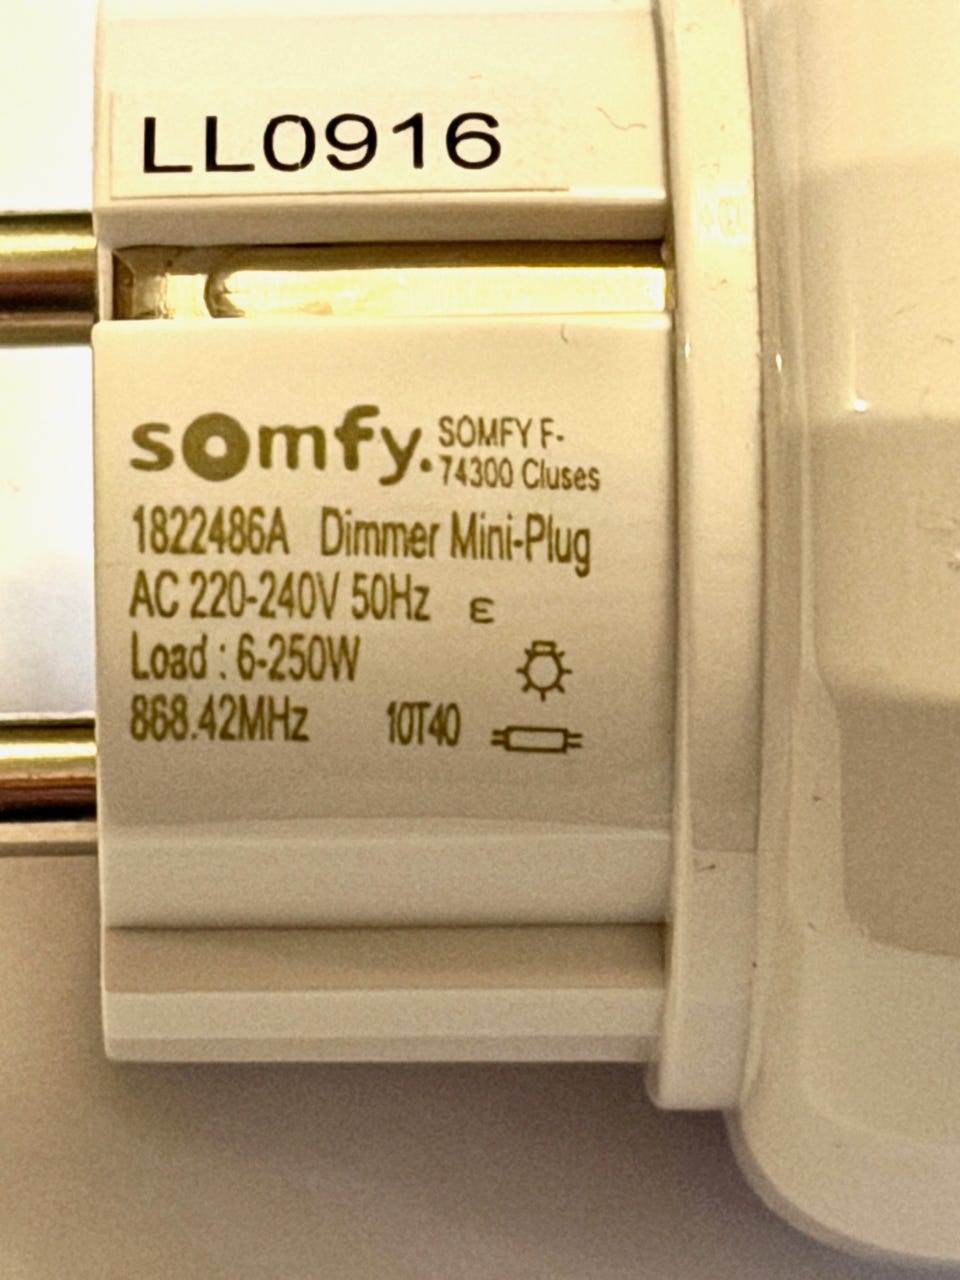 LL0916
somfy. SOMFY F-
74300 Cluses
1822486A Dimmer Mini-Plug
AC 220-240V 50Hz ε
Load : 6-250W
868.42MHz 10T40